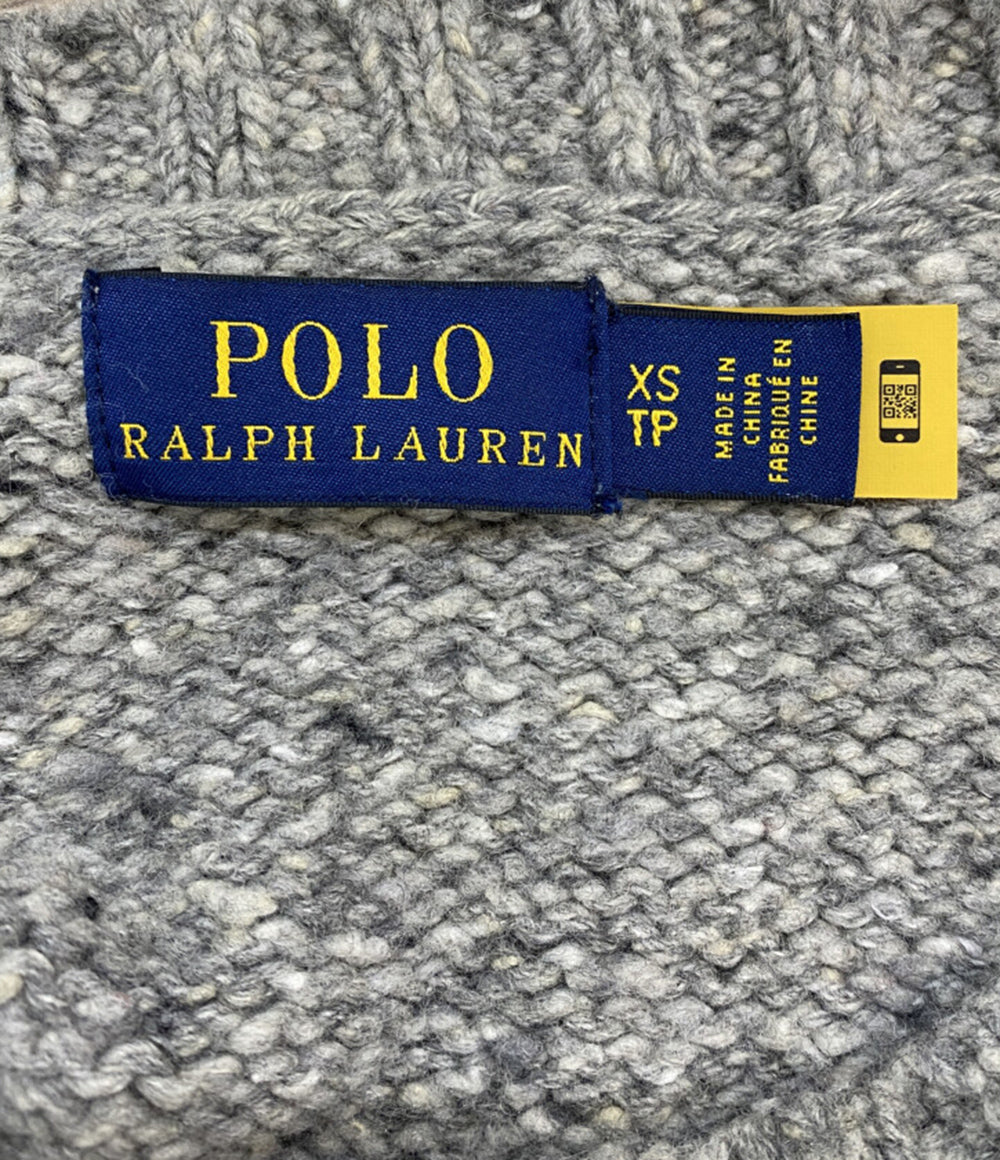 POLO
RALPH LAUREN
XS
TP
MADE IN
CHINA
FABRIQUÉ EN
CHINE